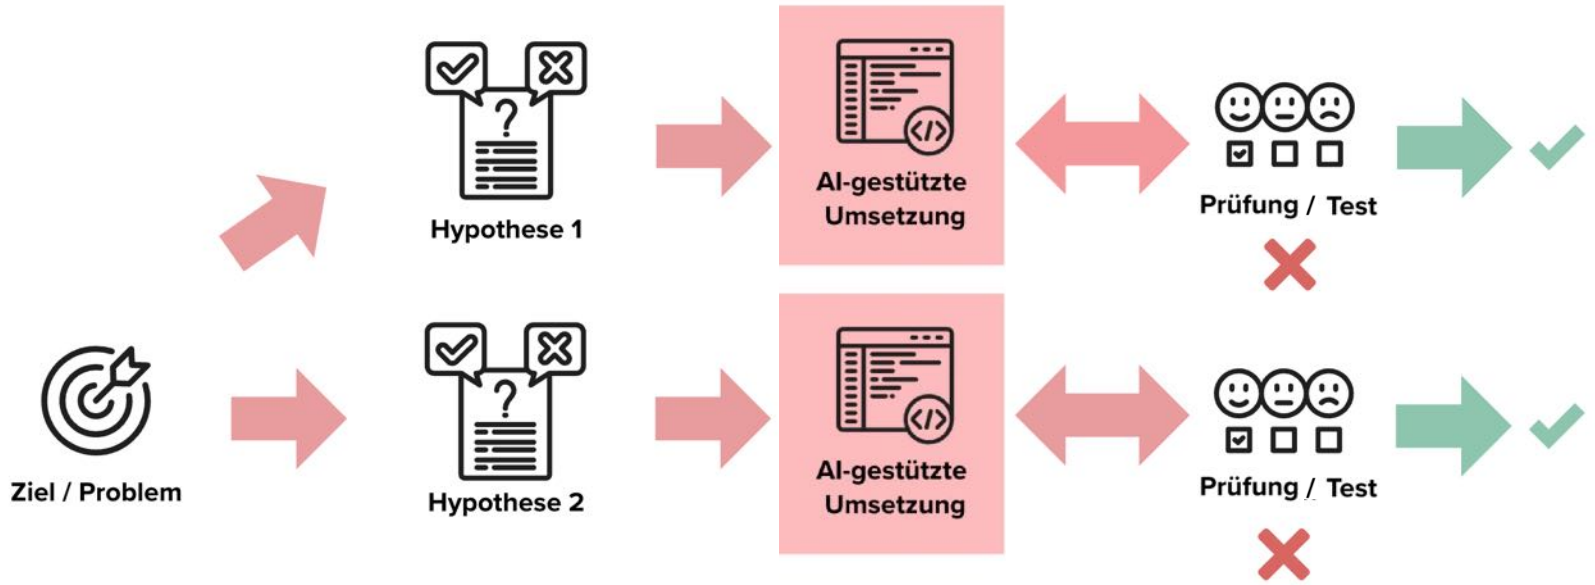 Hypothese 1
AI-gestützte
Umsetzung
Prüfung / Test
Ziel / Problem
Hypothese 2
AI-gestützte
Umsetzung
Prüfung / Test